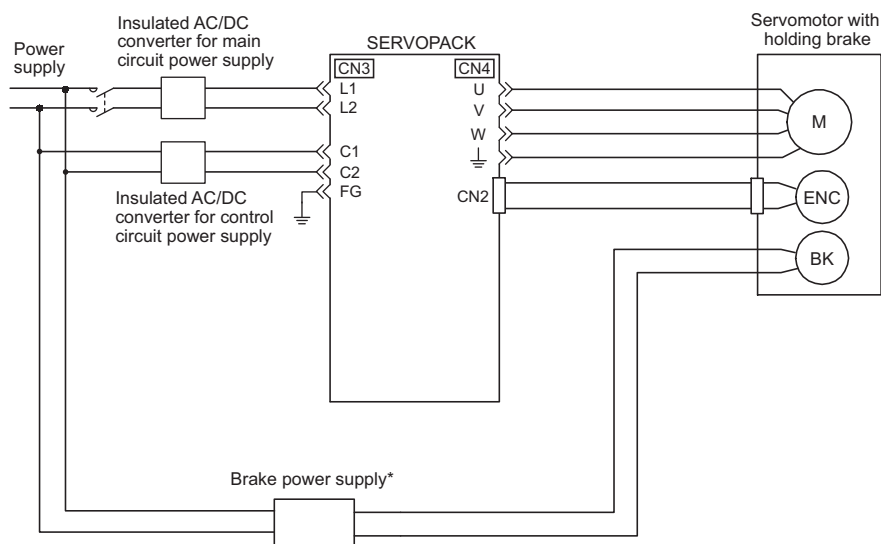 Insulated AC/DC
converter for main
circuit power supply
Power
supply
SERVOPACK
Servomotor with
holding brake
CN3
CN4
L1
L2
U
V
W
M
C1
C2
FG
Insulated AC/DC
converter for control
circuit power supply
CN2
ENC
BK
Brake power supply*